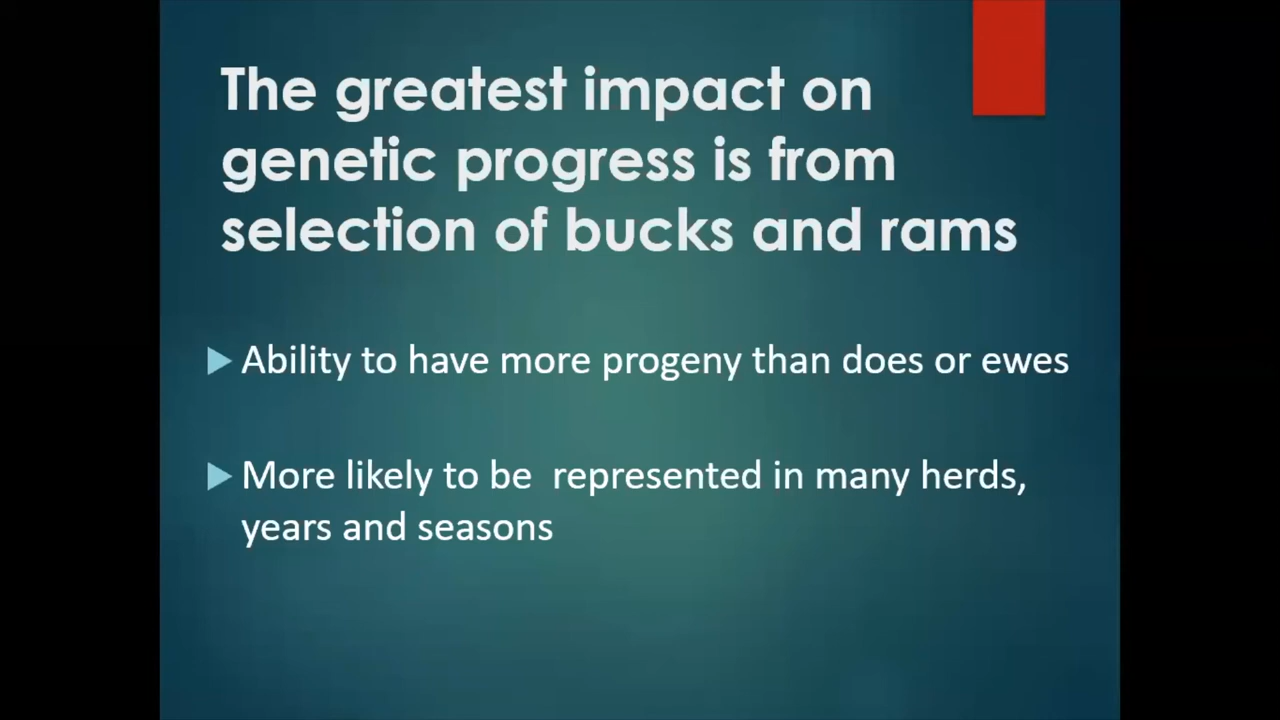 The greatest impact on
genetic progress is from
selection of bucks and rams
Ability to have more progeny than does or ewes
More likely to be  represented in many herds,
years and seasons